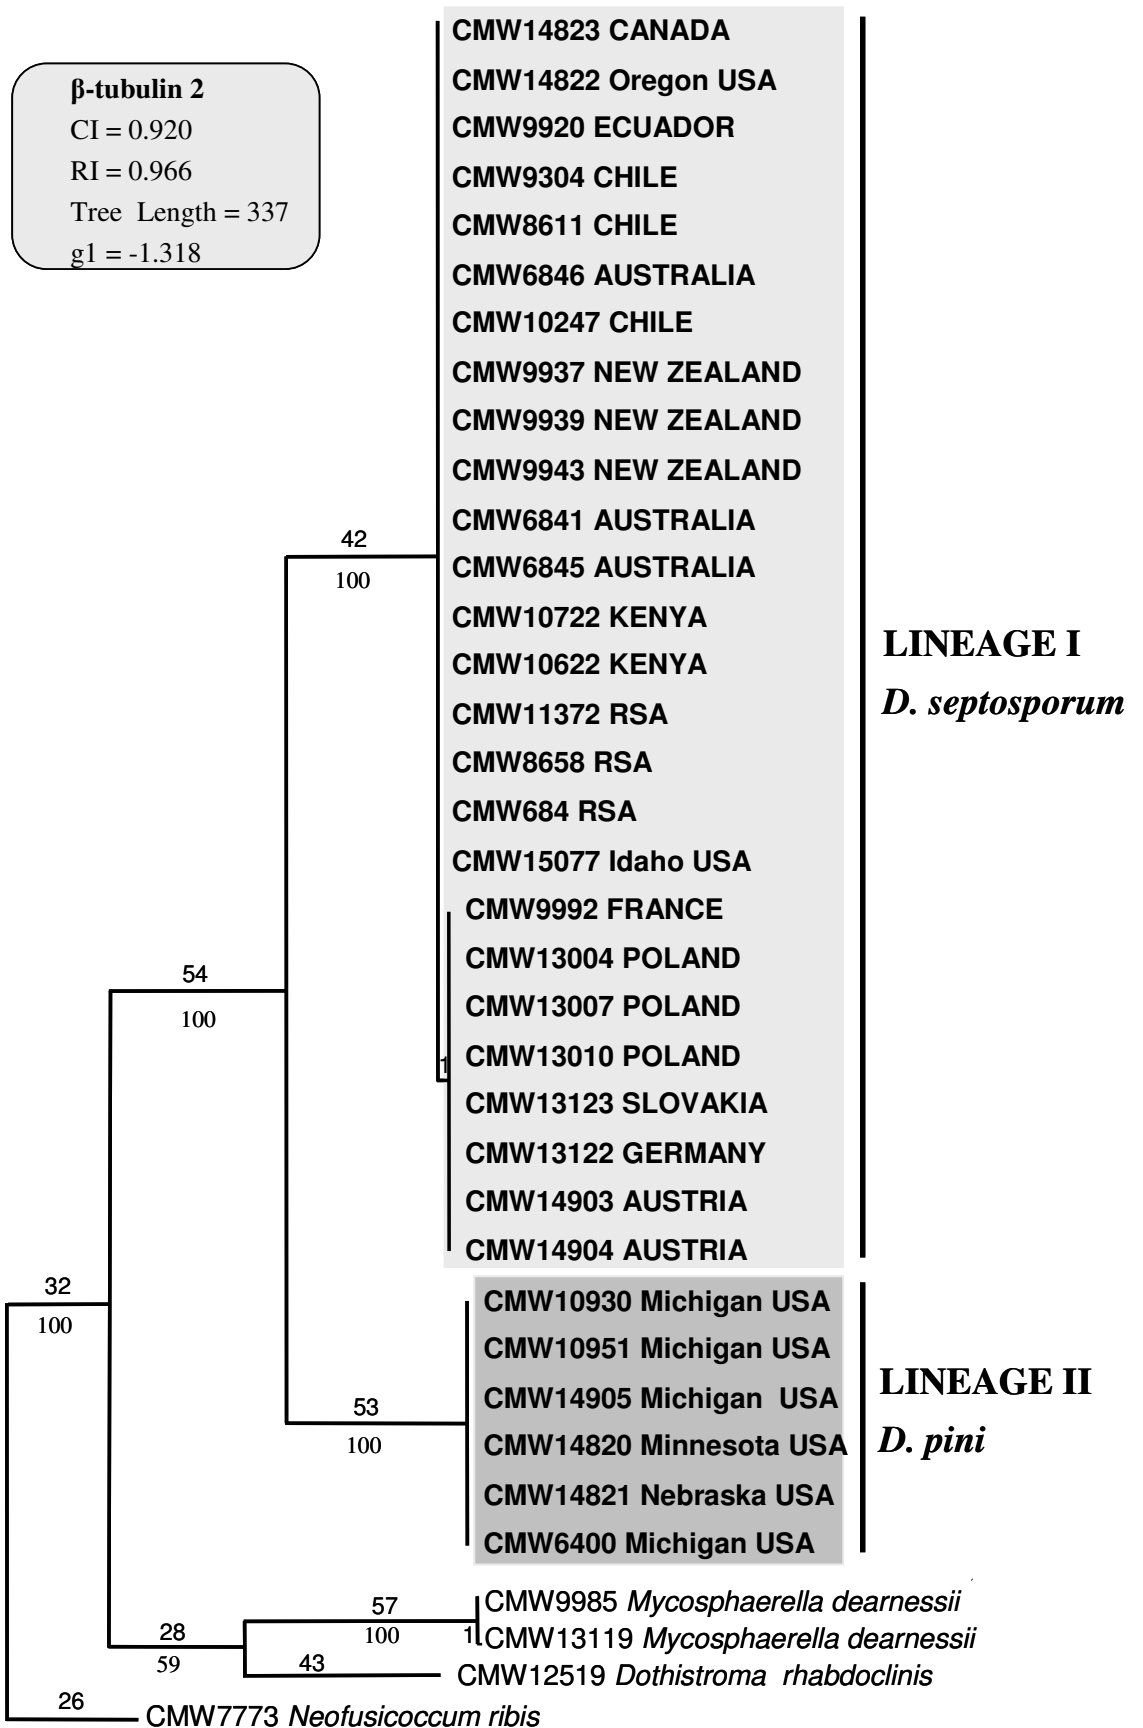 β-tubulin 2
CI = 0.920
RI = 0.966
Tree Length = 337
g1 = -1.318
CMW14823 CANADA
CMW14822 Oregon USA
CMW9920 ECUADOR
CMW9304 CHILE
CMW8611 CHILE
CMW6846 AUSTRALIA
CMW10247 CHILE
CMW9937 NEW ZEALAND
CMW9939 NEW ZEALAND
CMW9943 NEW ZEALAND
CMW6841 AUSTRALIA
42
CMW6845 AUSTRALIA
100
CMW10722 KENYA
LINEAGE I
CMW10622 KENYA
D. septosporum
CMW11372 RSA
CMW8658 RSA
CMW684 RSA
CMW15077 Idaho USA
CMW9992 FRANCE
CMW13004 POLAND
54
100
CMW13007 POLAND
1
CMW13010 POLAND
CMW13123 SLOVAKIA
CMW13122 GERMANY
CMW14903 AUSTRIA
CMW14904 AUSTRIA
32
100
CMW10930 Michigan USA
CMW10951 Michigan USA
LINEAGE II
CMW14905 Michigan USA
53
100
D. pini
CMW14820 Minnesota USA
CMW14821 Nebraska USA
CMW6400 Michigan USA
57
100
CMW9985 Mycosphaerella dearnessii
28
59
1
CMW13119 Mycosphaerella dearnessii
43
CMW12519 Dothistroma rhabdoclinis
26
CMW7773 Neofusicoccum ribis